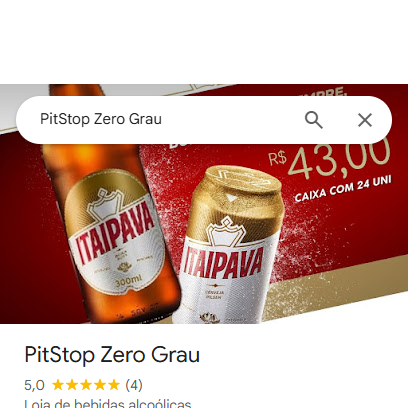 PitStop Zero Grau
R$ 43,00
CAIXA COM 24 UNI
ITAIPAVA
300ml
ITAIPAVA
CERVEJA
PILSEN
PitStop Zero Grau
5,0 (4)
Loja de bebidas alcoólicas